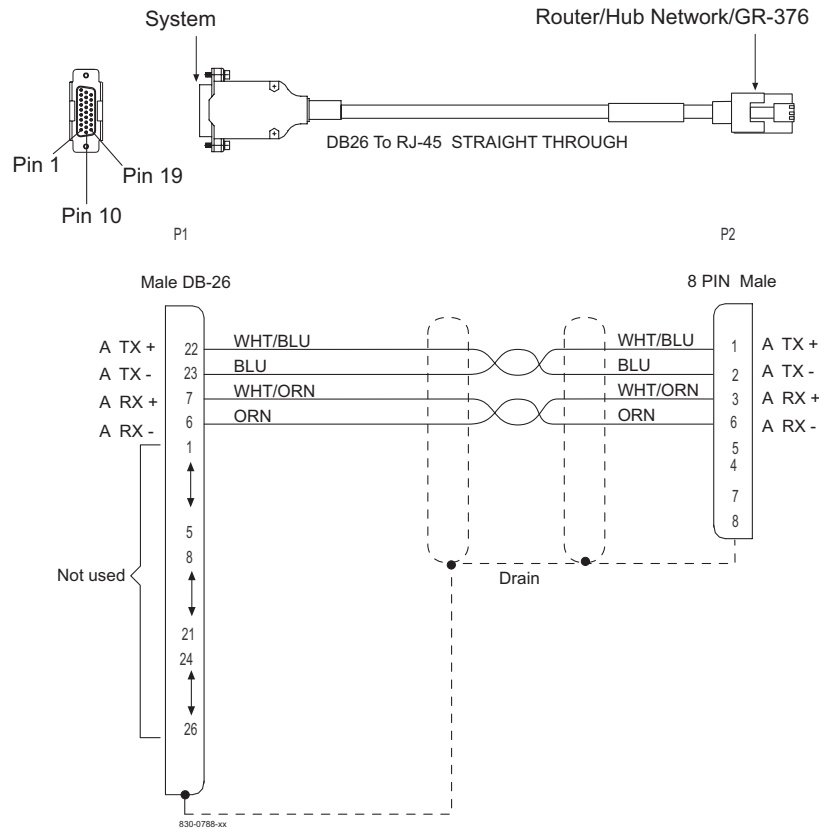 System
Router/Hub Network/GR-376
DB26 To RJ-45 STRAIGHT THROUGH
Pin 1
Pin 19
Pin 10
P1
P2
Male DB-26
8 PIN Male
A TX + 22 WHT/BLU WHT/BLU 1 A TX +
A TX - 23 BLU BLU 2 A TX -
A RX + 7 WHT/ORN WHT/ORN 3 A RX +
A RX - 6 ORN ORN 6 A RX -
1
5
4
7
8
5
8
Not used
Drain
21
24
26
830-0788-xx